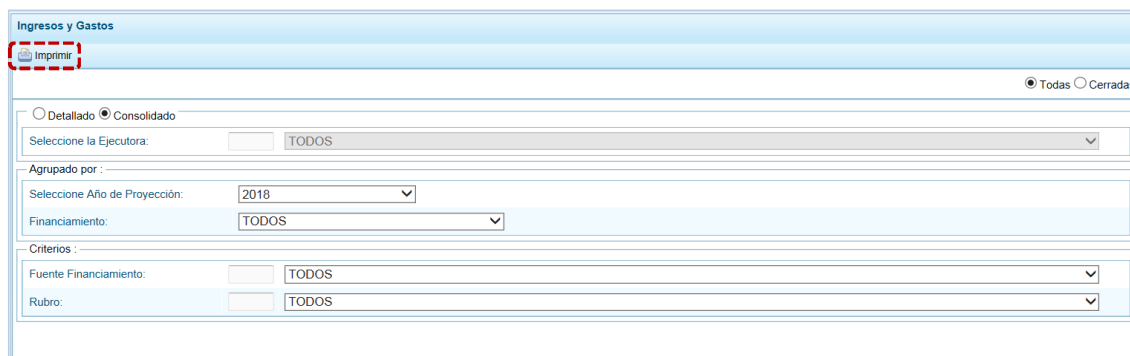 Ingresos y Gastos
Imprimir
Todas Cerrada
Detallado Consolidado
Seleccione la Ejecutora: TODOS
Agrupado por :
Seleccione Año de Proyección: 2018
Financiamiento: TODOS
Criterios :
Fuente Financiamiento: TODOS
Rubro: TODOS